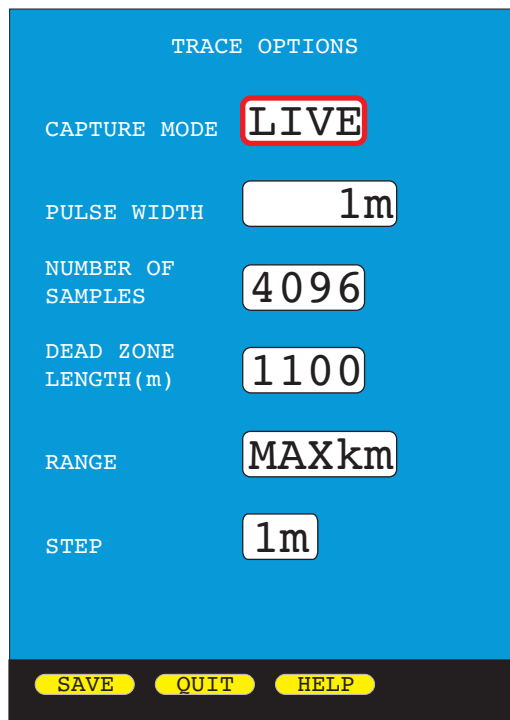 TRACE OPTIONS
CAPTURE MODE LIVE
PULSE WIDTH 1m
NUMBER OF
SAMPLES 4096
DEAD ZONE
LENGTH(m) 1100
RANGE MAXkm
STEP 1m
SAVE QUIT HELP